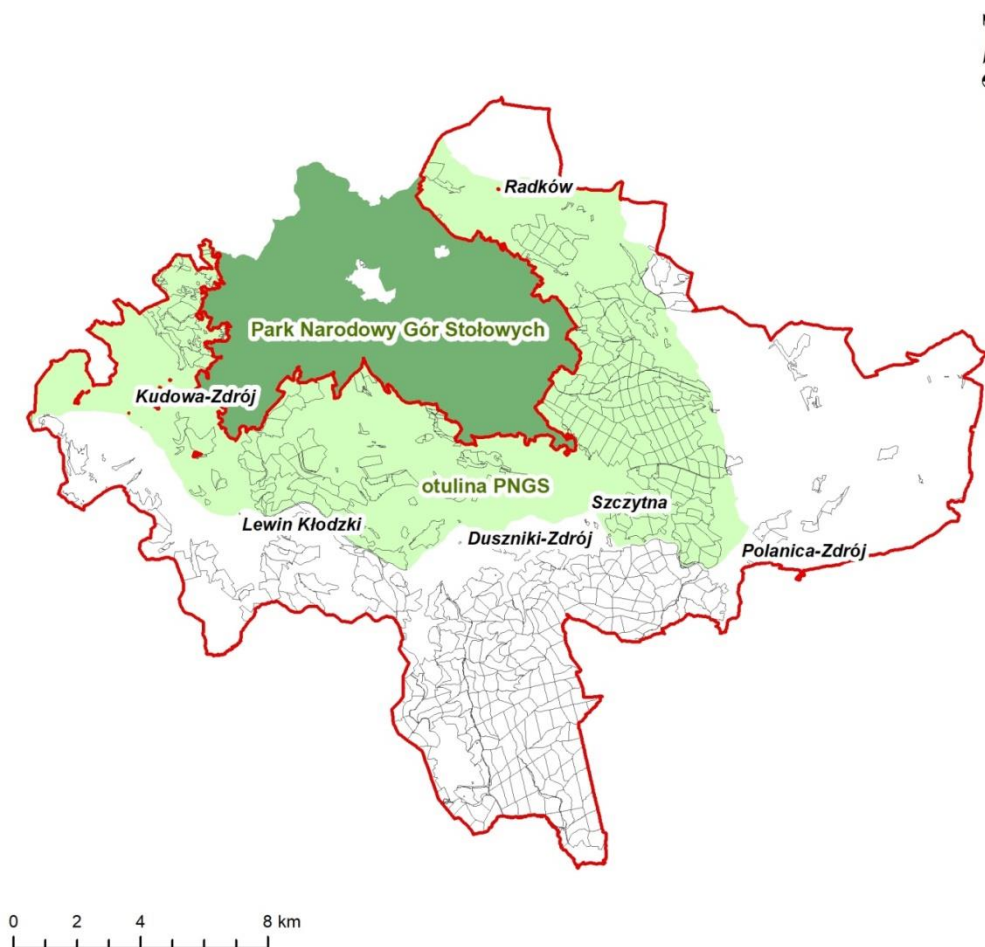 Radków
Park Narodowy Gór Stołowych
Kudowa-Zdrój
otulina PNGS
Szczytna
Lewin Kłodzki
Duszniki-Zdrój
Polanica-Zdrój
0 2 4 8 km